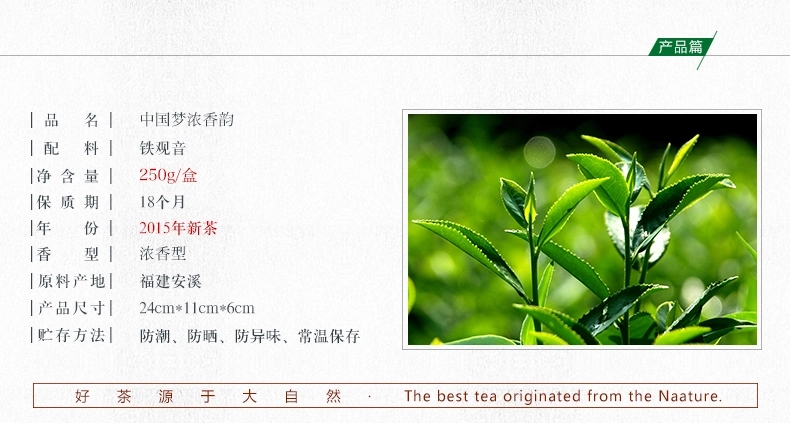 产品篇
品名 中国梦浓香韵
配料 铁观音
净含量 250g/盒
保质期 18个月
年份 2015年新茶
香型 浓香型
原料产地 福建安溪
产品尺寸 24cm*11cm*6cm
贮存方法 防潮、防晒、防异味、常温保存
好茶源于大自然 · The best tea originated from the Naature.